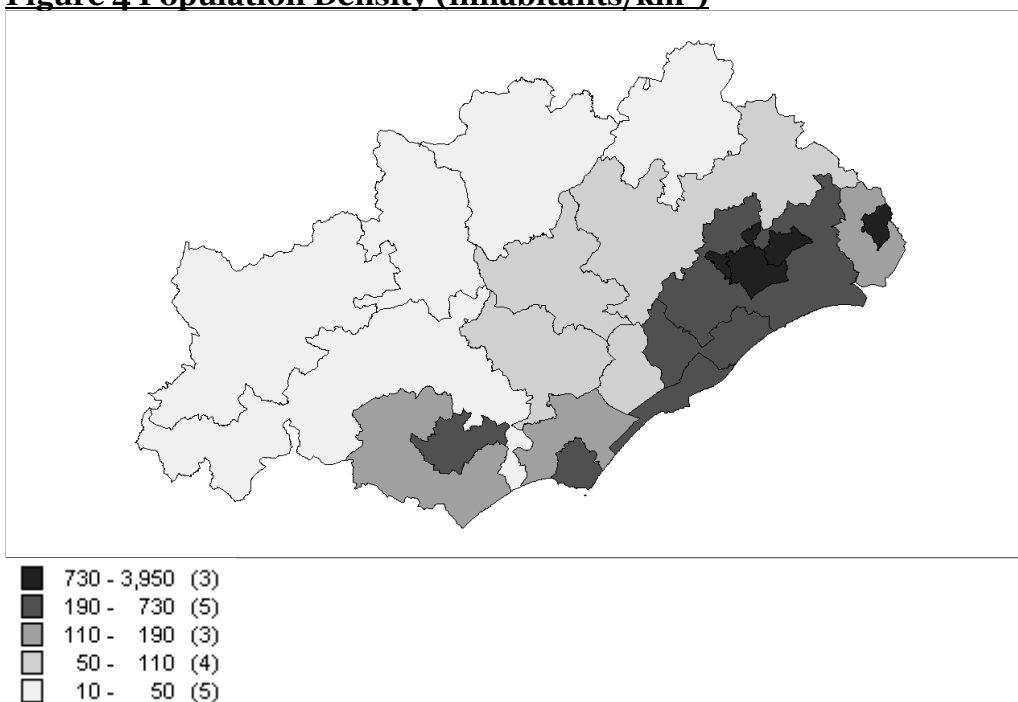 Figure 4 Population Density (inhabitants/km²)
730 - 3,950 (3)
190 - 730 (5)
110 - 190 (3)
50 - 110 (4)
10 - 50 (5)